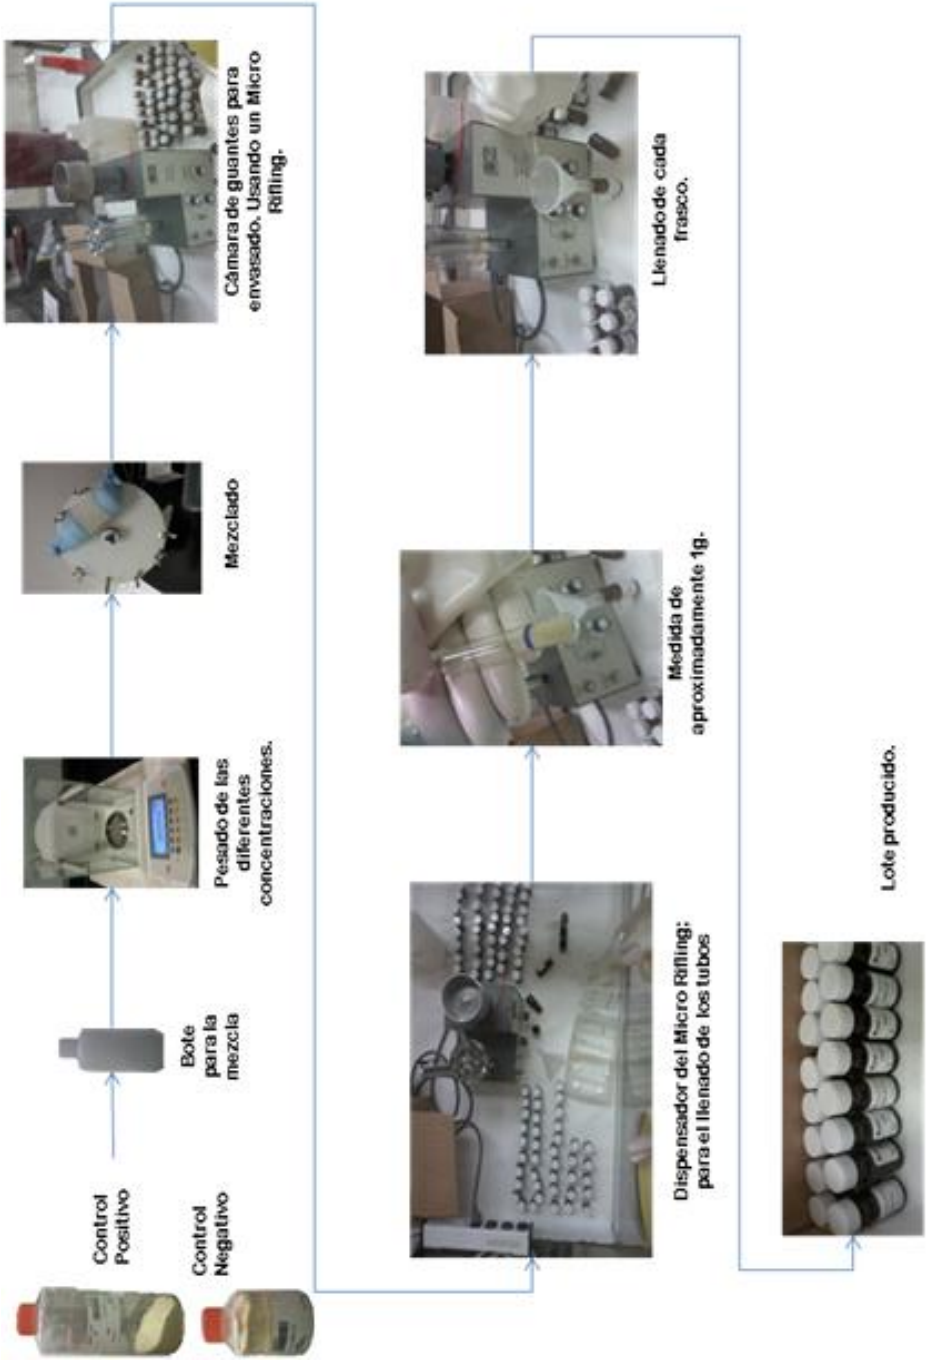 Control
Positivo
Control
Negativo
Bote
para la
mezcla
Pesado de las
diferentes
concentraciones.
Mezclado
Cámara de guantes para
envasado. Usando un Micro
Rifling.
Dispensador del Micro Rifling;
para el llenado de los tubos
Medida de
aproximadamente 1g.
Llenado de cada
frasco.
Lote producido.